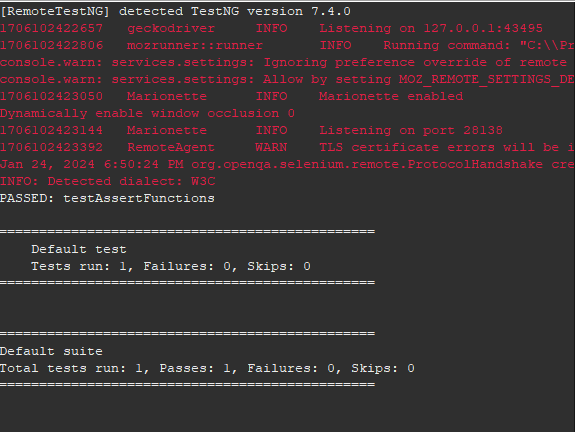 [RemoteTestNG] detected TestNG version 7.4.0
1706102422657 geckodriver INFO Listening on 127.0.0.1:43495
1706102422806 mozrunner::runner INFO Running command: "C:\\Pr
console.warn: services.settings: Ignoring preference override of remote
console.warn: services.settings: Allow by setting MOZ_REMOTE_SETTINGS_DE
1706102423050 Marionette INFO Marionette enabled
Dynamically enable window occlusion 0
1706102423144 Marionette INFO Listening on port 28138
1706102423392 RemoteAgent WARN TLS certificate errors will be i
Jan 24, 2024 6:50:24 PM org.openqa.selenium.remote.ProtocolHandshake cre
INFO: Detected dialect: W3C
PASSED: testAssertFunctions
===============================================
Default test
Tests run: 1, Failures: 0, Skips: 0
===============================================
===============================================
Default suite
Total tests run: 1, Passes: 1, Failures: 0, Skips: 0
===============================================